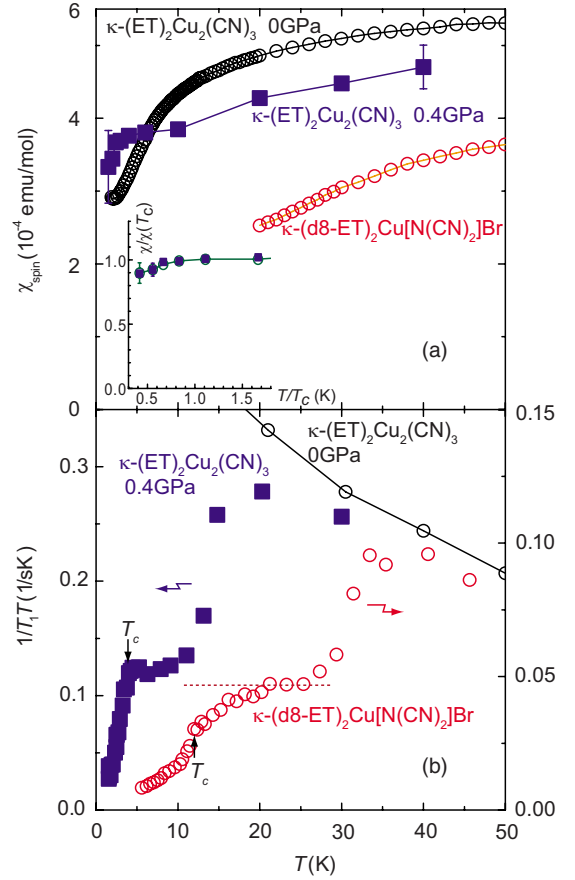 6
κ-(ET)₂Cu₂(CN)₃ 0GPa
κ-(ET)₂Cu₂(CN)₃ 0.4GPa
4
κ-(d8-ET)₂Cu[N(CN)₂]Br
χspin (10⁻⁴ emu/mol)
2
χ/χ(Tc)
1.0
0.5
0.0
0.5 1.0 1.5
T/Tc (K)
(a)
0
0.15
κ-(ET)₂Cu₂(CN)₃
0GPa
κ-(ET)₂Cu₂(CN)₃
0.4GPa
0.3
0.10
0.2
1/T₁T (1/sK)
Tc
0.05
0.1
κ-(d8-ET)₂Cu[N(CN)₂]Br
Tc
(b)
0.0
0.00
0 10 20 30 40 50
T(K)